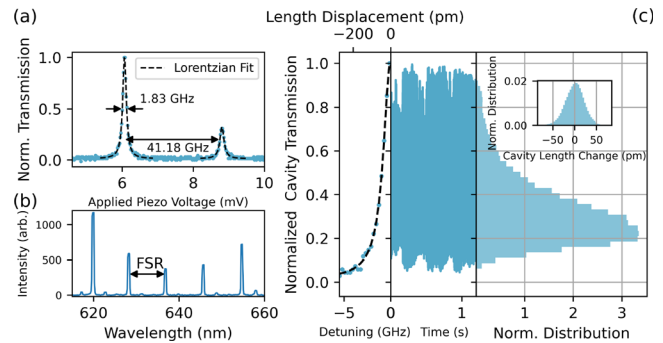 (a)
Norm. Transmission
1.0
0.5
0.0
Lorentzian Fit
1.83 GHz
41.18 GHz
6
8
10
Applied Piezo Voltage (mV)
(b)
Intensity (arb.)
1000
500
0
FSR
620
640
660
Wavelength (nm)
Length Displacement (pm)
−200
0
(c)
Normalized Cavity Transmission
1.0
0.8
0.6
0.4
0.2
0.0
−5
0
0
1
Detuning (GHz)
Time (s)
1
2
3
Norm. Distribution
Norm. Distribution
0.02
0.00
−50
0
50
Cavity Length Change (pm)